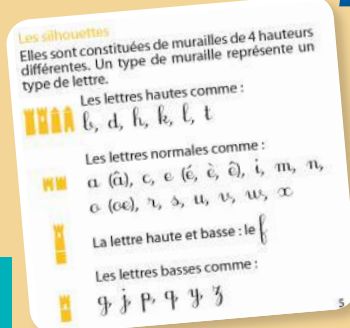 Les silhouettes
Elles sont constituées de murailles de 4 hauteurs
différentes. Un type de muraille représente un
type de lettre.
Les lettres hautes comme :
b, d, h, k, l, t
Les lettres normales comme :
a (â), c, e (é, è, ê), i, m, n,
o (oe), r, s, u, v, w, x
La lettre haute et basse : le f
Les lettres basses comme :
g, j, p, q, y, z
5